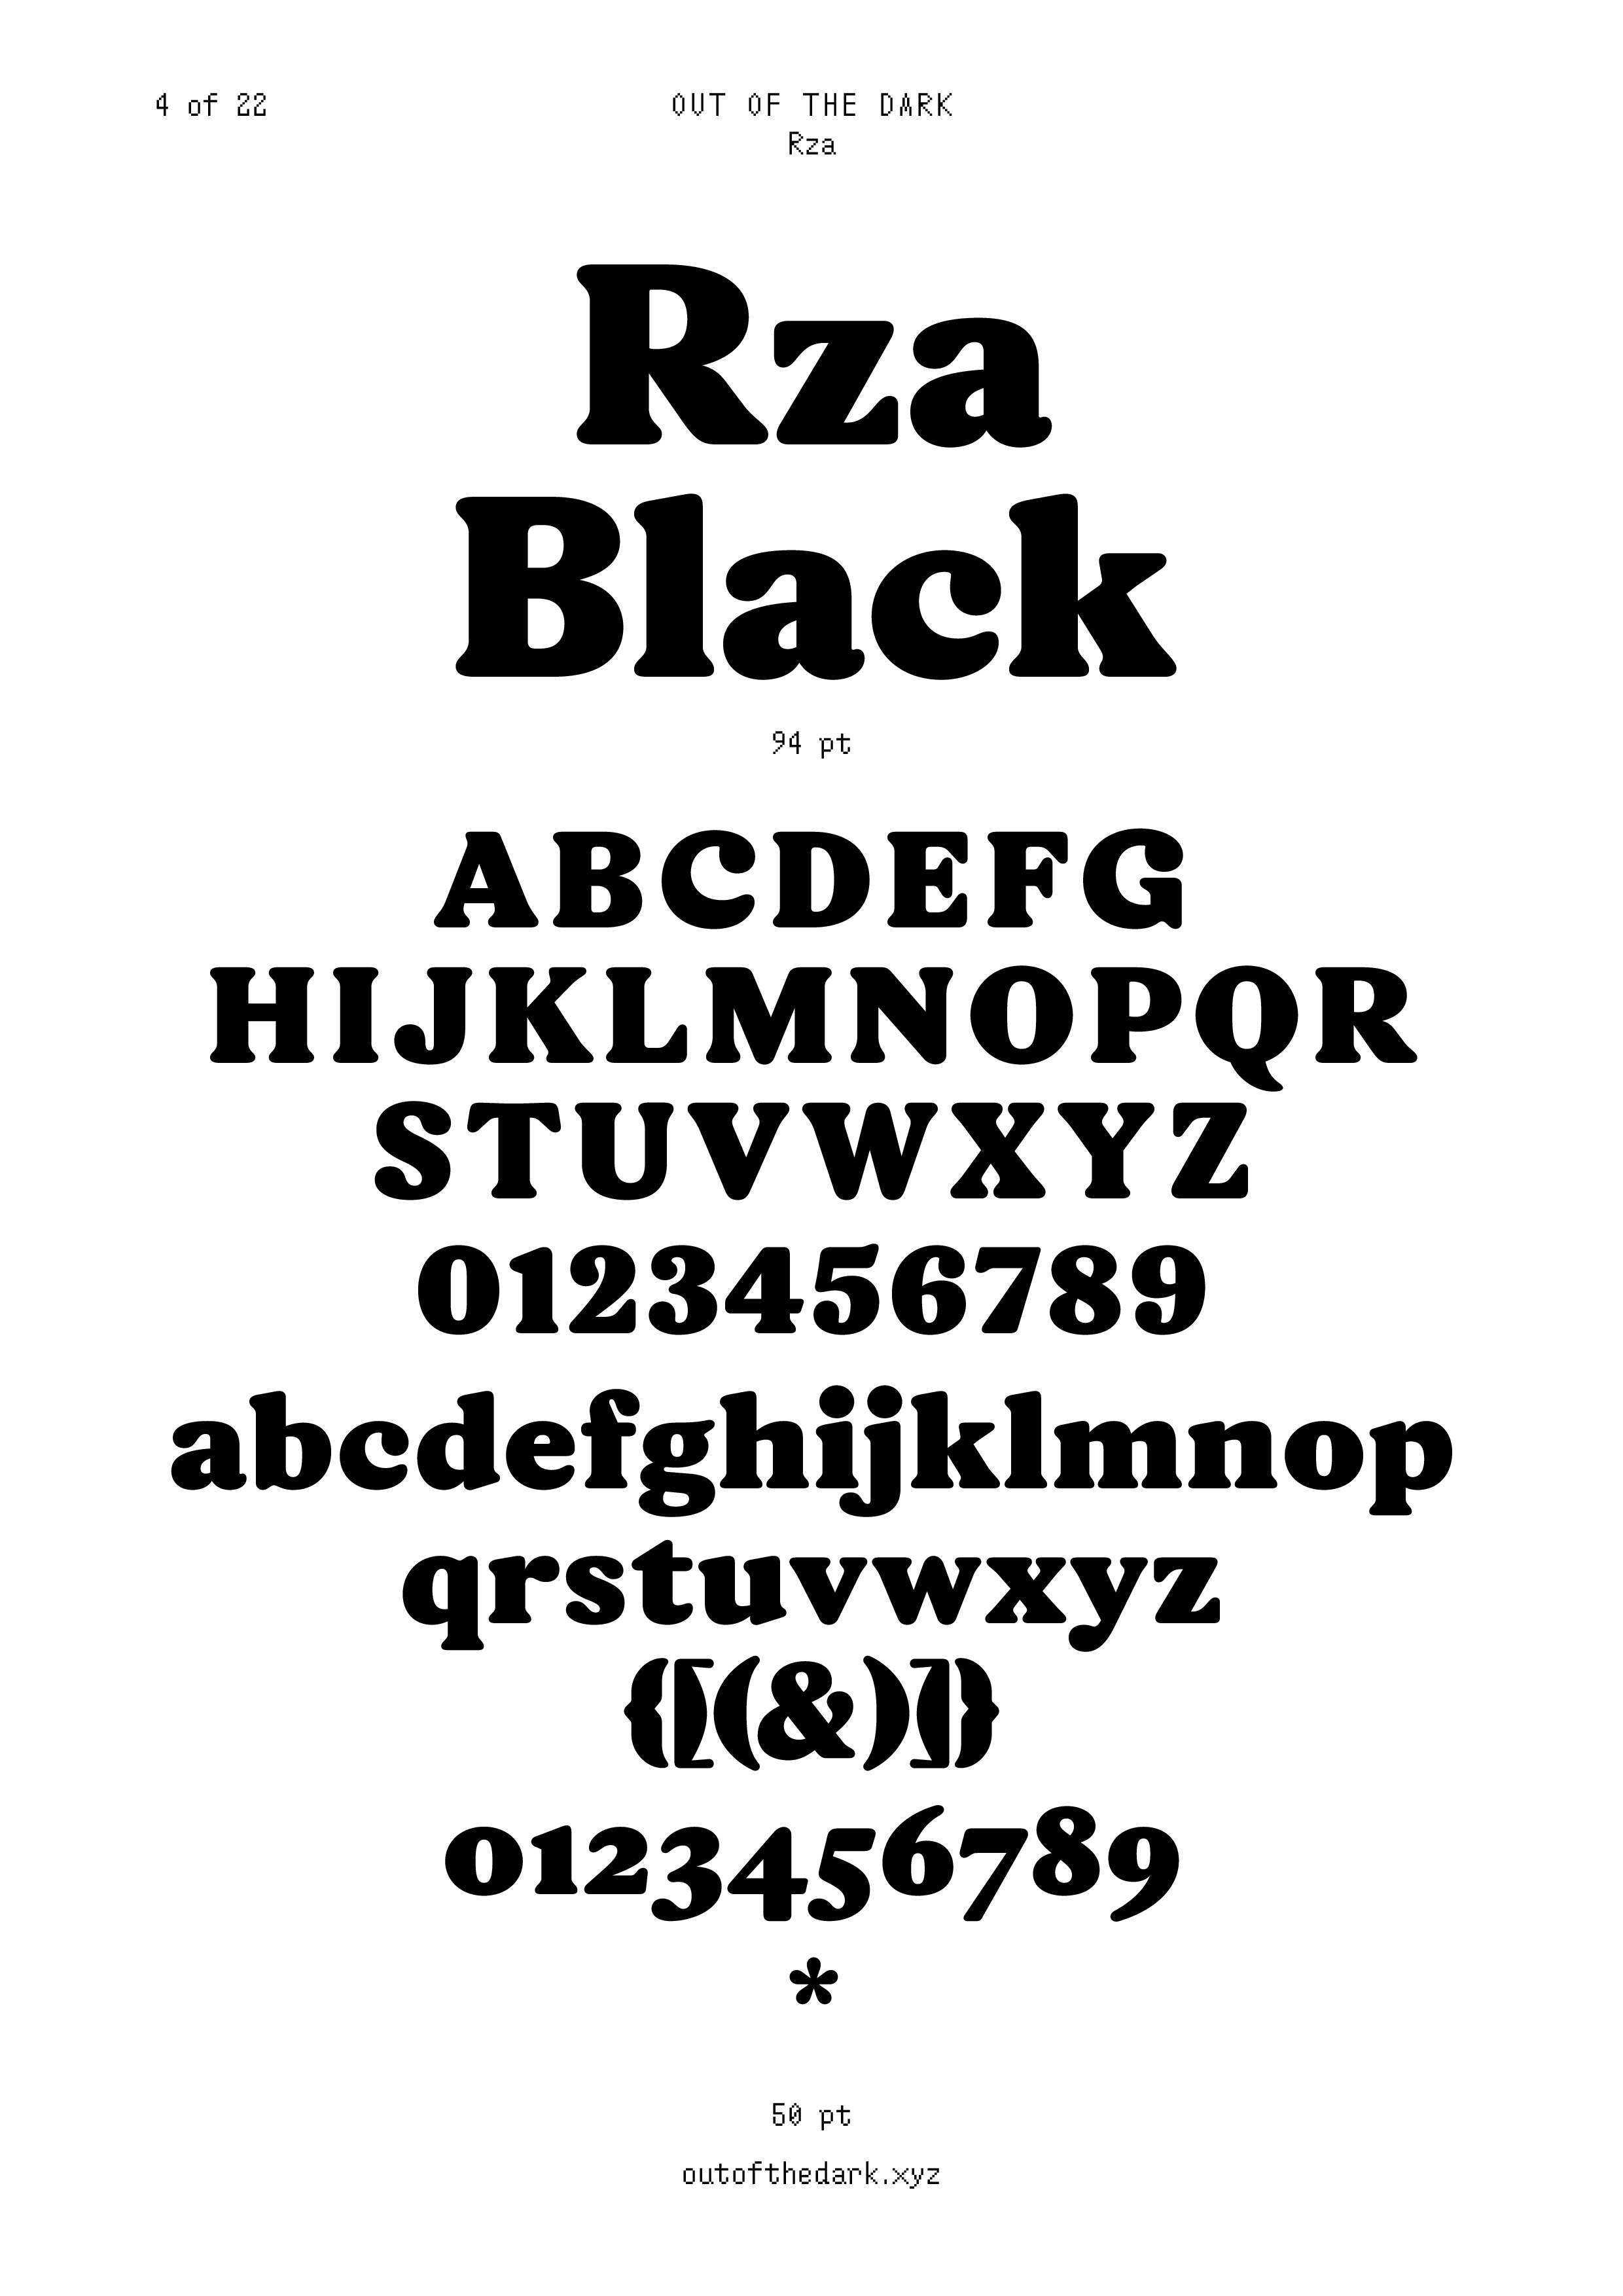 4 of 22
OUT OF THE DARK
Rza
Rza
Black
94 pt
ABCDEFG
HIJKLMNOPQR
STUVWXYZ
0123456789
abcdefghijklmnop
qrstuvwxyz
{[(&)]}
0123456789
*
50 pt
outofthedark.xyz